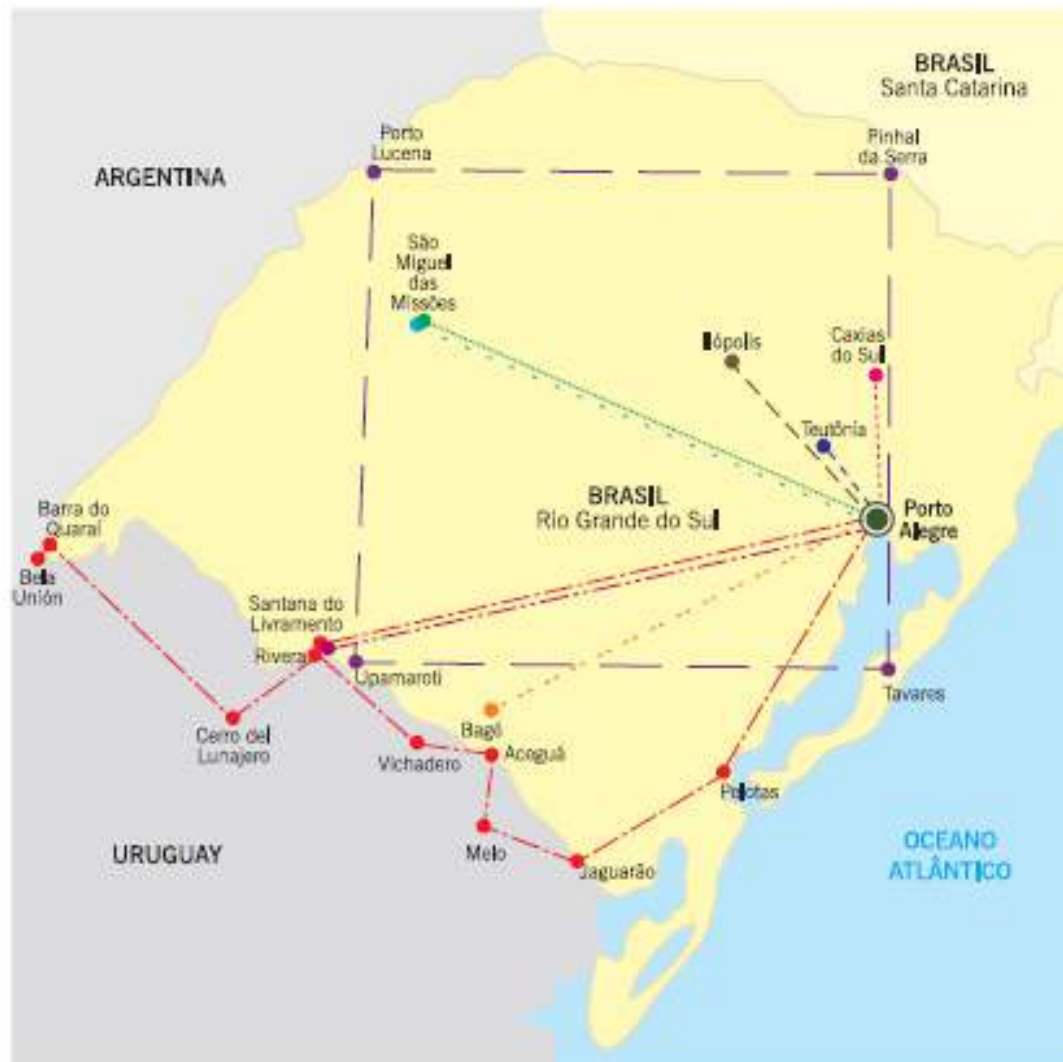 BRASIL
Santa Catarina
Porto
Lucena
Pinhal
da Serra
ARGENTINA
São
Miguel
das
Missões
Ilópolis
Caxias
do Sul
Teutônia
BRASIL
Rio Grande do Sul
Porto
Alegre
Barra do
Quaraí
Bela
Unión
Santana do
Livramento
Rivera
Upamaroti
Tavares
Cerro del
Lunajero
Bagé
Vichadero
Aceguá
Pelotas
URUGUAY
Melo
Jaguarão
OCEANO
ATLÂNTICO